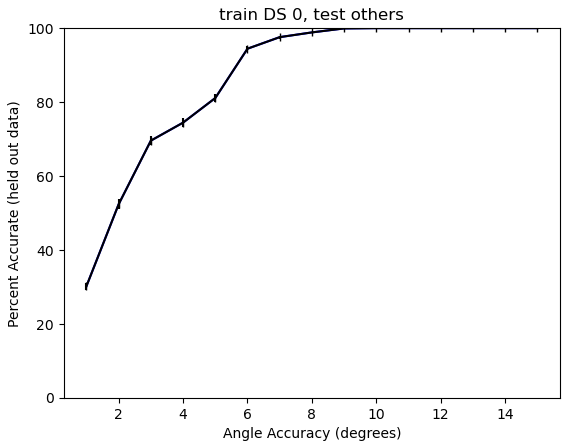 train DS 0, test others
100
80
60
40
20
0
Percent Accurate (held out data)
2 4 6 8 10 12 14
Angle Accuracy (degrees)